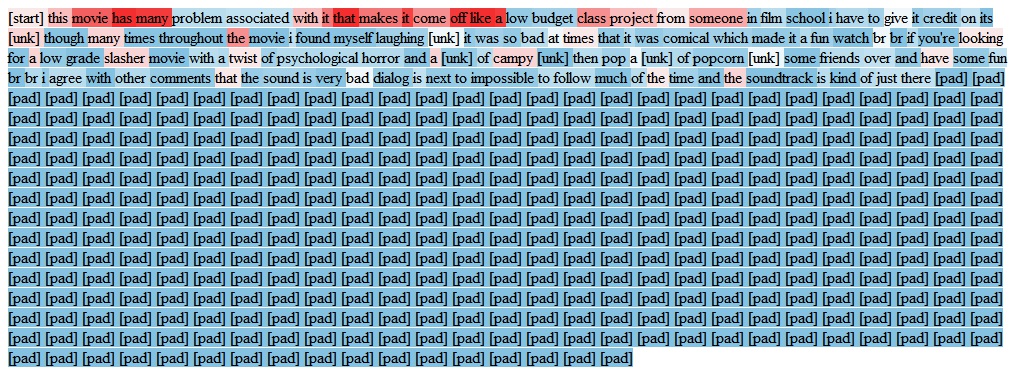 [start] this movie has many problem associated with it that makes it come off like a low budget class project from someone in film school i have to give it credit on its
[unk] though many times throughout the movie i found myself laughing [unk] it was so bad at times that it was comical which made it a fun watch br br if you're looking
for a low grade slasher movie with a twist of psychological horror and a [unk] of campy [unk] then pop a [unk] of popcorn [unk] some friends over and have some fun
br br i agree with other comments that the sound is very bad dialog is next to impossible to follow much of the time and the soundtrack is kind of just there [pad] [pad]
[pad] [pad] [pad] [pad] [pad] [pad] [pad] [pad] [pad] [pad] [pad] [pad] [pad] [pad] [pad] [pad] [pad] [pad] [pad] [pad] [pad] [pad] [pad] [pad] [pad] [pad] [pad]
[pad] [pad] [pad] [pad] [pad] [pad] [pad] [pad] [pad] [pad] [pad] [pad] [pad] [pad] [pad] [pad] [pad] [pad] [pad] [pad] [pad] [pad] [pad] [pad] [pad] [pad] [pad]
[pad] [pad] [pad] [pad] [pad] [pad] [pad] [pad] [pad] [pad] [pad] [pad] [pad] [pad] [pad] [pad] [pad] [pad] [pad] [pad] [pad] [pad] [pad] [pad] [pad] [pad] [pad]
[pad] [pad] [pad] [pad] [pad] [pad] [pad] [pad] [pad] [pad] [pad] [pad] [pad] [pad] [pad] [pad] [pad] [pad] [pad] [pad] [pad] [pad] [pad] [pad] [pad] [pad] [pad]
[pad] [pad] [pad] [pad] [pad] [pad] [pad] [pad] [pad] [pad] [pad] [pad] [pad] [pad] [pad] [pad] [pad] [pad] [pad] [pad] [pad] [pad] [pad] [pad] [pad] [pad] [pad]
[pad] [pad] [pad] [pad] [pad] [pad] [pad] [pad] [pad] [pad] [pad] [pad] [pad] [pad] [pad] [pad] [pad] [pad] [pad] [pad] [pad] [pad] [pad] [pad] [pad] [pad] [pad]
[pad] [pad] [pad] [pad] [pad] [pad] [pad] [pad] [pad] [pad] [pad] [pad] [pad] [pad] [pad] [pad] [pad] [pad] [pad] [pad] [pad] [pad] [pad] [pad] [pad] [pad] [pad]
[pad] [pad] [pad] [pad] [pad] [pad] [pad] [pad] [pad] [pad] [pad] [pad] [pad] [pad] [pad] [pad] [pad] [pad] [pad] [pad] [pad] [pad] [pad] [pad] [pad] [pad] [pad]
[pad] [pad] [pad] [pad] [pad] [pad] [pad] [pad] [pad] [pad] [pad] [pad] [pad] [pad] [pad] [pad] [pad] [pad] [pad] [pad] [pad] [pad] [pad] [pad] [pad] [pad] [pad]
[pad] [pad] [pad] [pad] [pad] [pad] [pad] [pad] [pad] [pad] [pad] [pad] [pad] [pad] [pad] [pad] [pad] [pad] [pad] [pad] [pad] [pad] [pad] [pad] [pad] [pad] [pad]
[pad] [pad] [pad] [pad] [pad] [pad] [pad] [pad] [pad] [pad] [pad] [pad] [pad] [pad] [pad] [pad] [pad] [pad] [pad] [pad] [pad] [pad] [pad] [pad] [pad] [pad] [pad]
[pad] [pad] [pad] [pad] [pad] [pad] [pad] [pad] [pad] [pad] [pad] [pad] [pad] [pad] [pad] [pad] [pad] [pad] [pad] [pad] [pad] [pad] [pad] [pad] [pad] [pad] [pad]
[pad] [pad] [pad] [pad] [pad] [pad] [pad] [pad] [pad] [pad] [pad] [pad] [pad] [pad] [pad] [pad] [pad] [pad] [pad] [pad] [pad] [pad] [pad] [pad] [pad] [pad] [pad]
[pad] [pad] [pad] [pad] [pad] [pad] [pad] [pad] [pad] [pad] [pad] [pad] [pad] [pad] [pad] [pad] [pad]